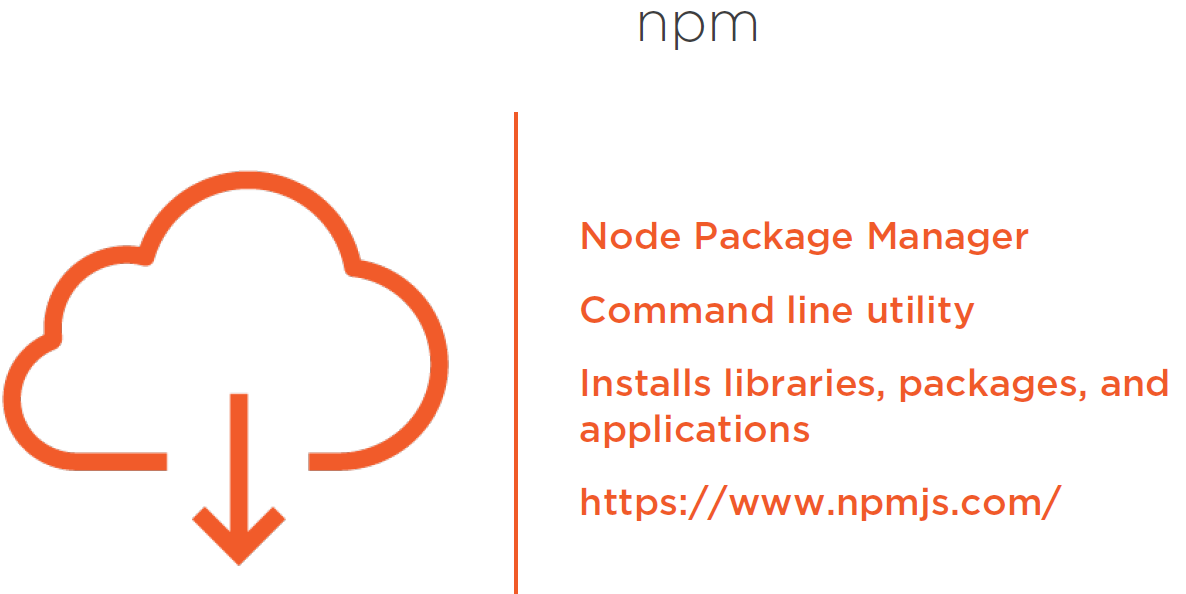 npm
Node Package Manager
Command line utility
Installs libraries, packages, and
applications
https://www.npmjs.com/